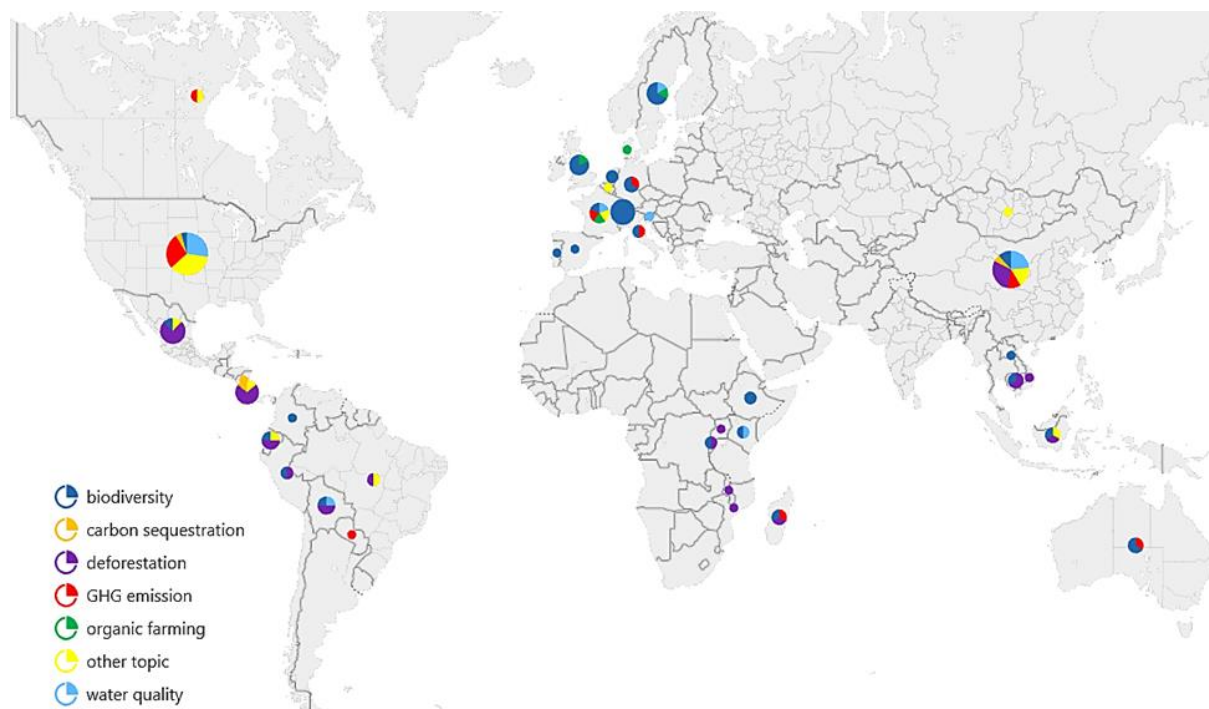 biodiversity
carbon sequestration
deforestation
GHG emission
organic farming
other topic
water quality